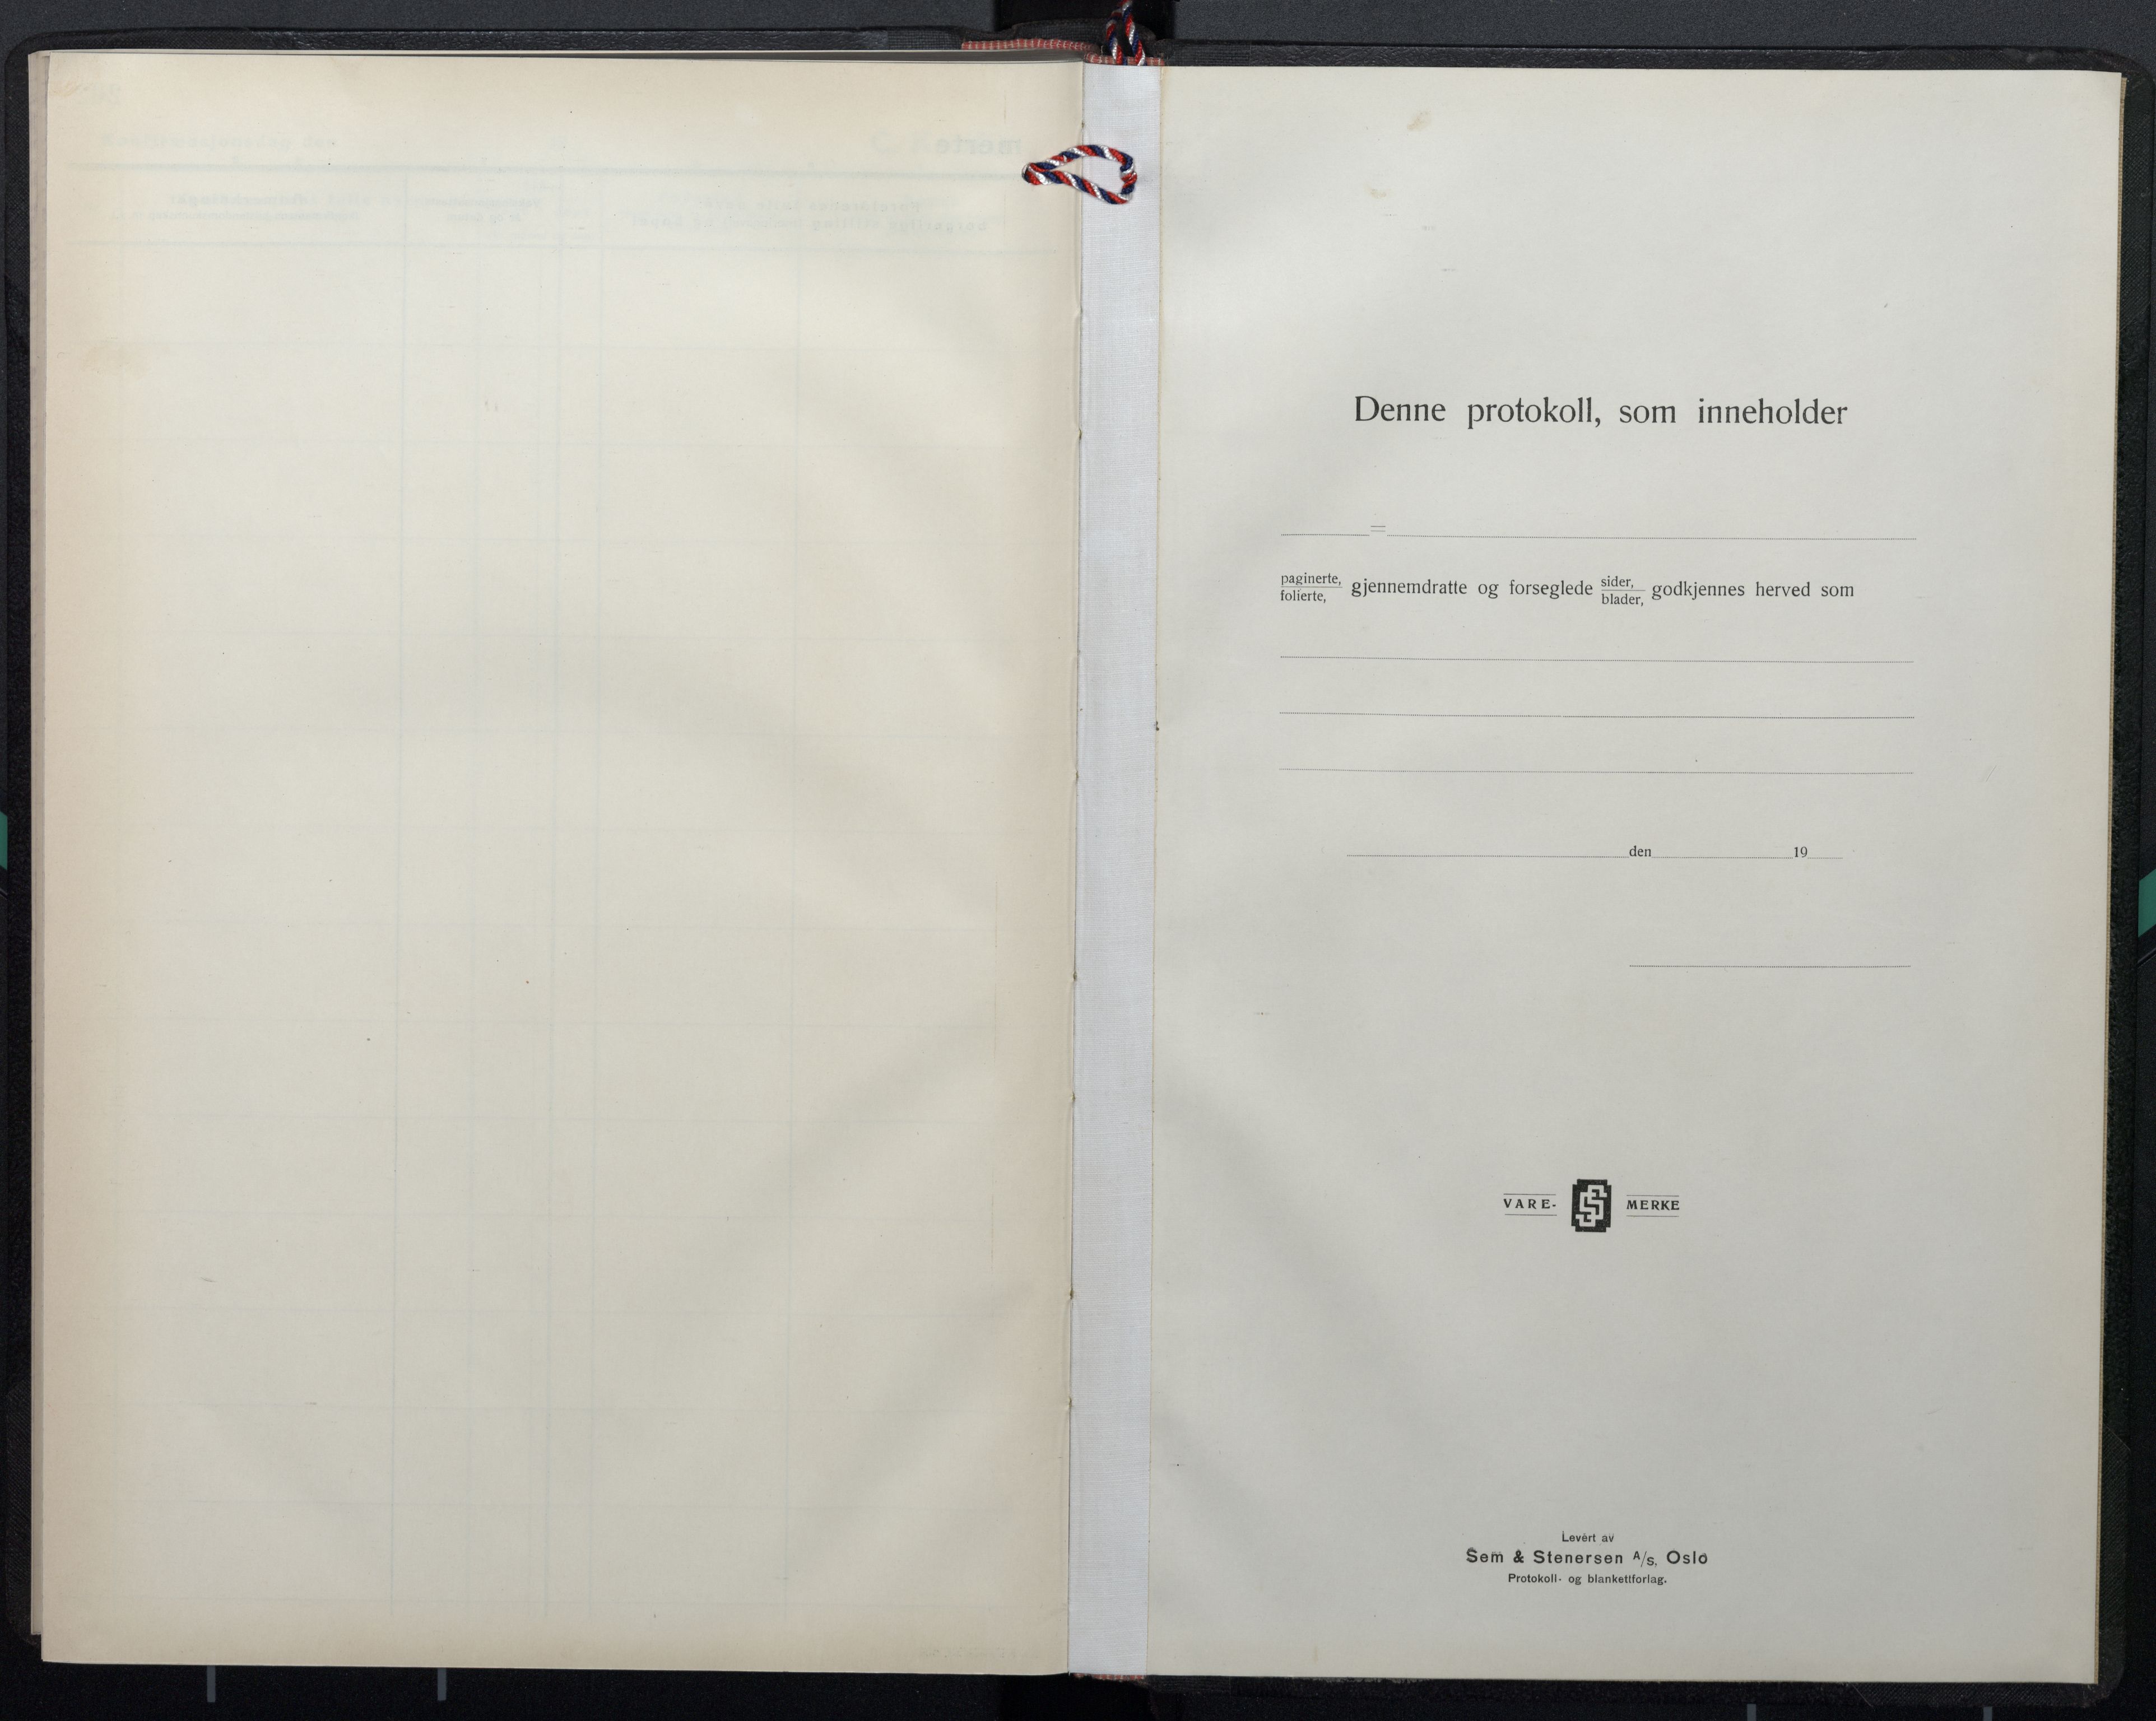 Denne protokoll, som inneholder
=
paginerte, gjennemdratte og forseglede sider, godkjennes herved som
folierte, blader,
den 19
VARE- SS MERKE
Levert av
Sem & Stenersen A/S, Oslo
Protokoll- og blankettforlag.